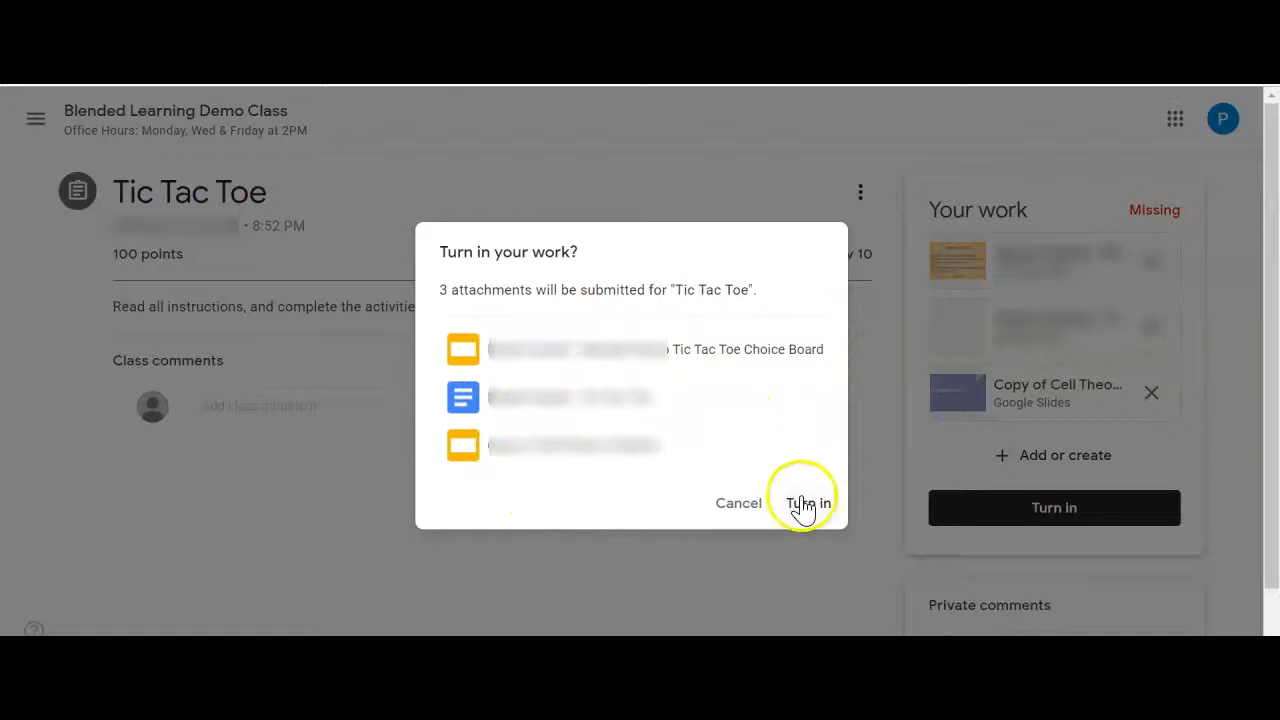 Blended Learning Demo Class
Office Hours: Monday, Wed & Friday at 2PM
P
Tic Tac Toe
• 8:52 PM
100 points
v 10
Read all instructions, and complete the activitie
Class comments
Turn in your work?
3 attachments will be submitted for "Tic Tac Toe".
Tic Tac Toe Choice Board
Cancel
Turn in
Your work
Missing
Copy of Cell Theo...
Google Slides
+ Add or create
Turn in
Private comments